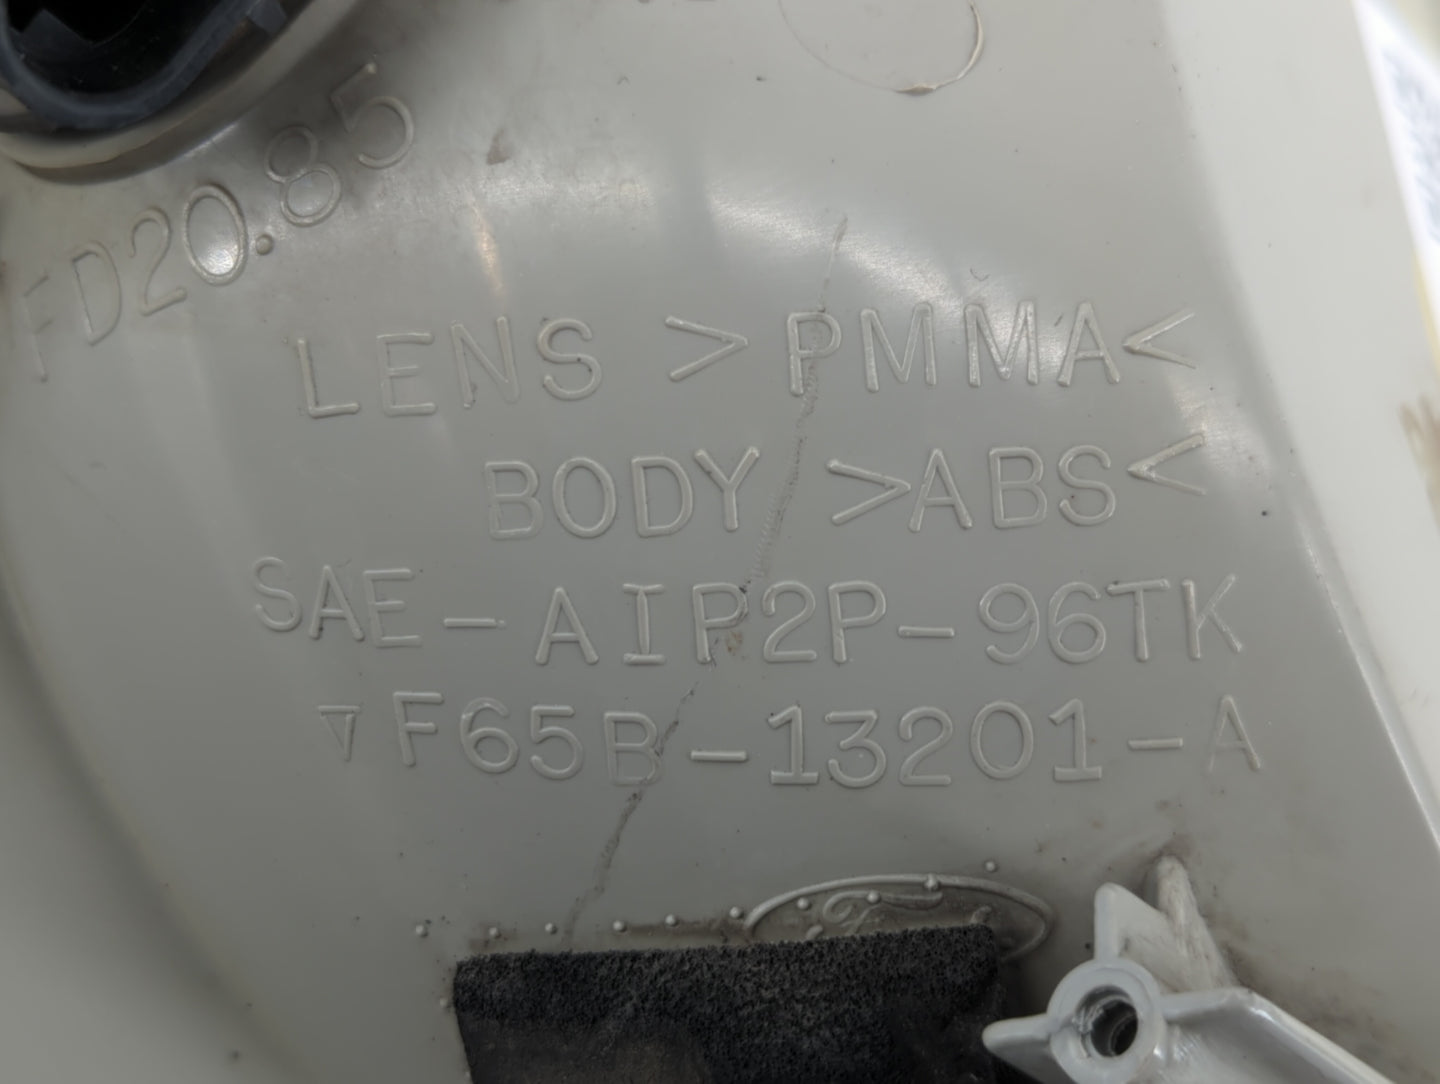 FD20.85
LENS >PMMA<
BODY >ABS<
SAE-AIP2P-96TK
▽F65B-13201-A